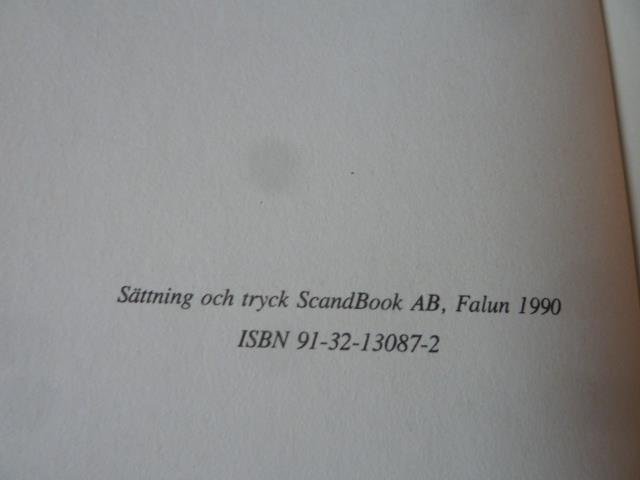 Sättning och tryck ScandBook AB, Falun 1990
ISBN 91-32-13087-2